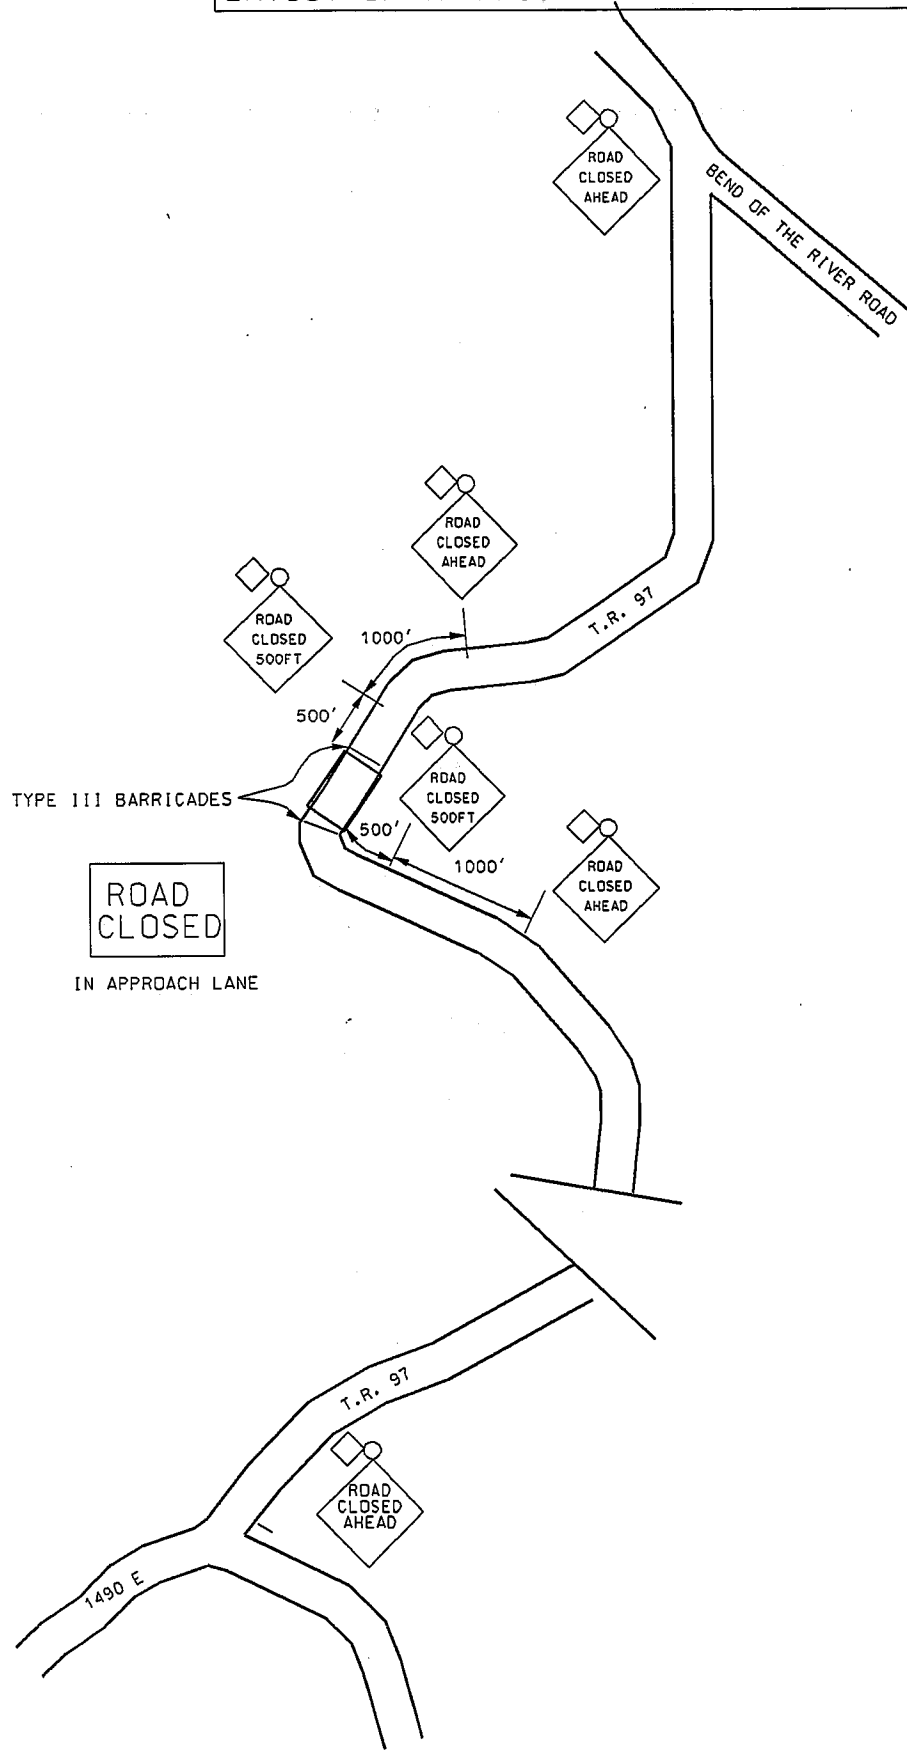 ROAD
CLOSED
AHEAD
BEND OF THE RIVER ROAD
ROAD
CLOSED
AHEAD
T.R. 97
ROAD
CLOSED
500FT
1000'
500'
ROAD
CLOSED
500FT
TYPE III BARRICADES
500'
1000'
ROAD
CLOSED
AHEAD
ROAD
CLOSED
IN APPROACH LANE
T.R. 97
ROAD
CLOSED
AHEAD
1490 E